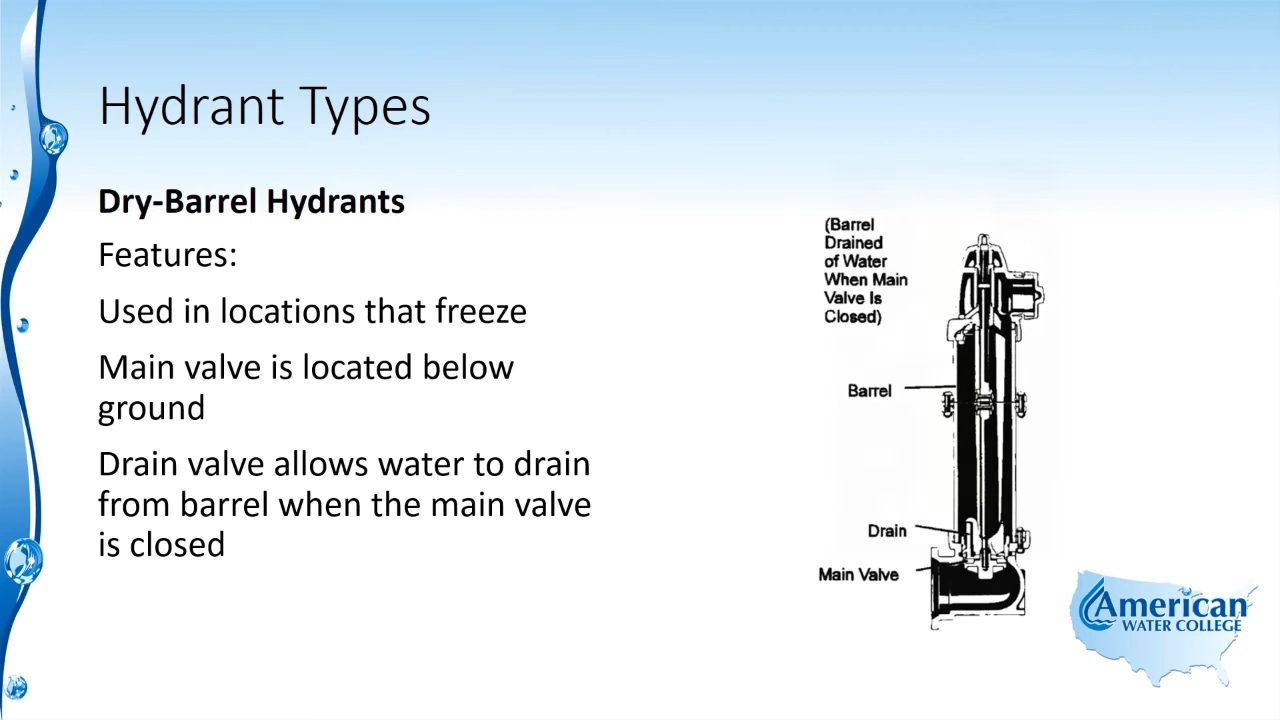 Hydrant Types
Dry-Barrel Hydrants
Features:
Used in locations that freeze
Main valve is located below
ground
Drain valve allows water to drain
from barrel when the main valve
is closed
(Barrel
Drained
of Water
When Main
Valve Is
Closed)
Barrel
Drain
Main Valve
American
WATER COLLEGE